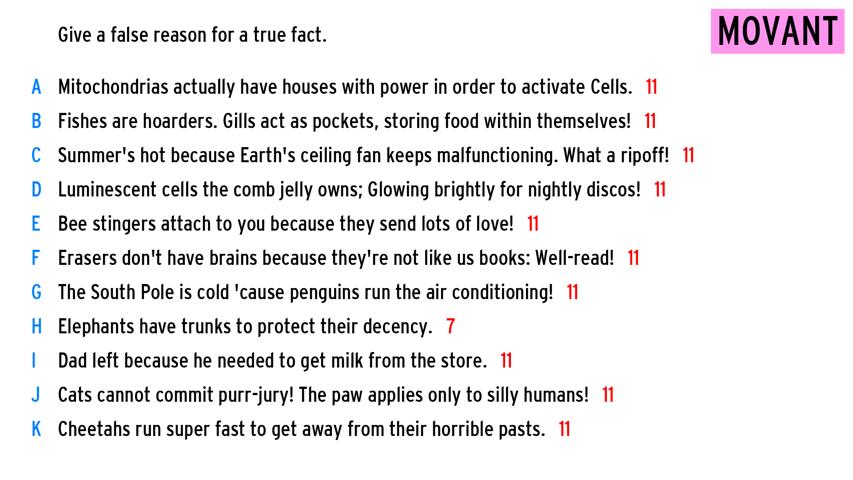 Give a false reason for a true fact.
MOVANT
A Mitochondrias actually have houses with power in order to activate Cells. 11
B Fishes are hoarders. Gills act as pockets, storing food within themselves! 11
C Summer's hot because Earth's ceiling fan keeps malfunctioning. What a ripoff! 11
D Luminescent cells the comb jelly owns; Glowing brightly for nightly discos! 11
E Bee stingers attach to you because they send lots of love! 11
F Erasers don't have brains because they're not like us books: Well-read! 11
G The South Pole is cold 'cause penguins run the air conditioning! 11
H Elephants have trunks to protect their decency. 7
I Dad left because he needed to get milk from the store. 11
J Cats cannot commit purr-jury! The paw applies only to silly humans! 11
K Cheetahs run super fast to get away from their horrible pasts. 11